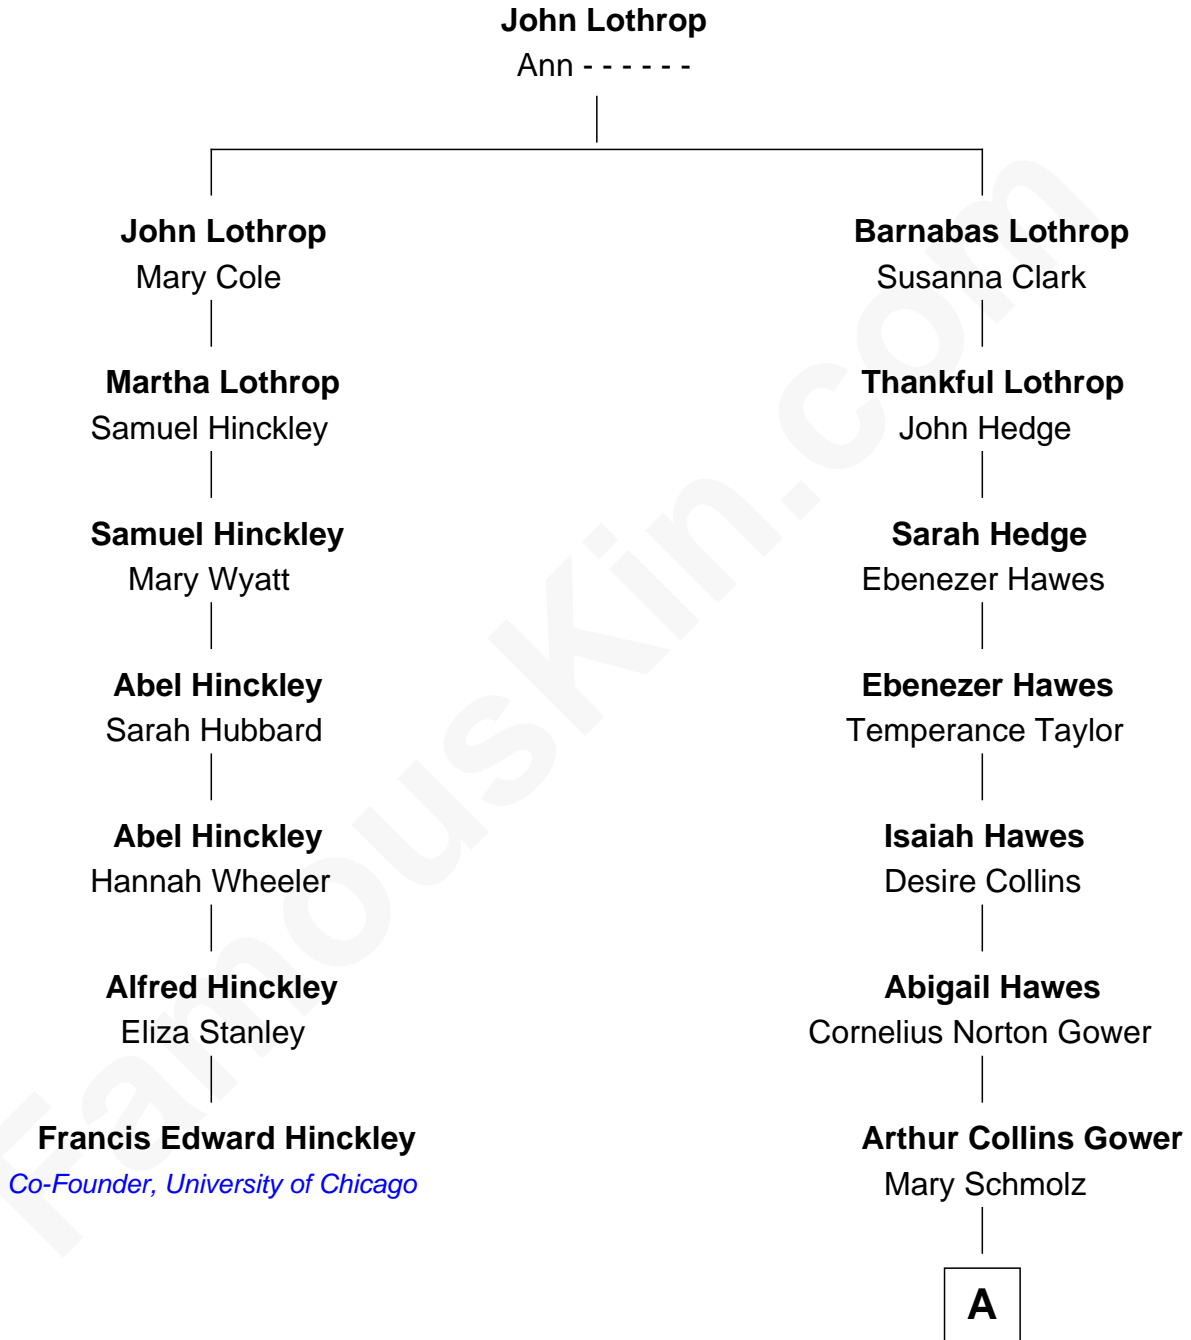 John Lothrop
Ann - - - - - -
John Lothrop
Mary Cole
Barnabas Lothrop
Susanna Clark
Martha Lothrop
Samuel Hinckley
Thankful Lothrop
John Hedge
Samuel Hinckley
Mary Wyatt
Sarah Hedge
Ebenezer Hawes
Abel Hinckley
Sarah Hubbard
Ebenezer Hawes
Temperance Taylor
Abel Hinckley
Hannah Wheeler
Isaiah Hawes
Desire Collins
Alfred Hinckley
Eliza Stanley
Abigail Hawes
Cornelius Norton Gower
Francis Edward Hinckley
Co-Founder, University of Chicago
Arthur Collins Gower
Mary Schmolz
A
FamousKin.com